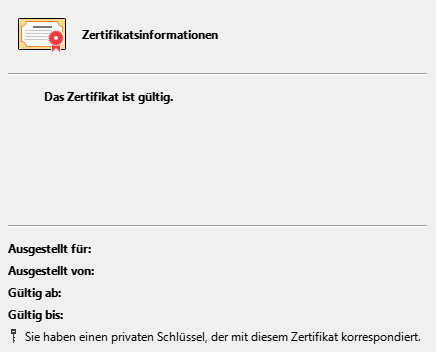 Zertifikatsinformationen
Das Zertifikat ist gültig.
Ausgestellt für:
Ausgestellt von:
Gültig ab:
Gültig bis:
Sie haben einen privaten Schlüssel, der mit diesem Zertifikat korrespondiert.